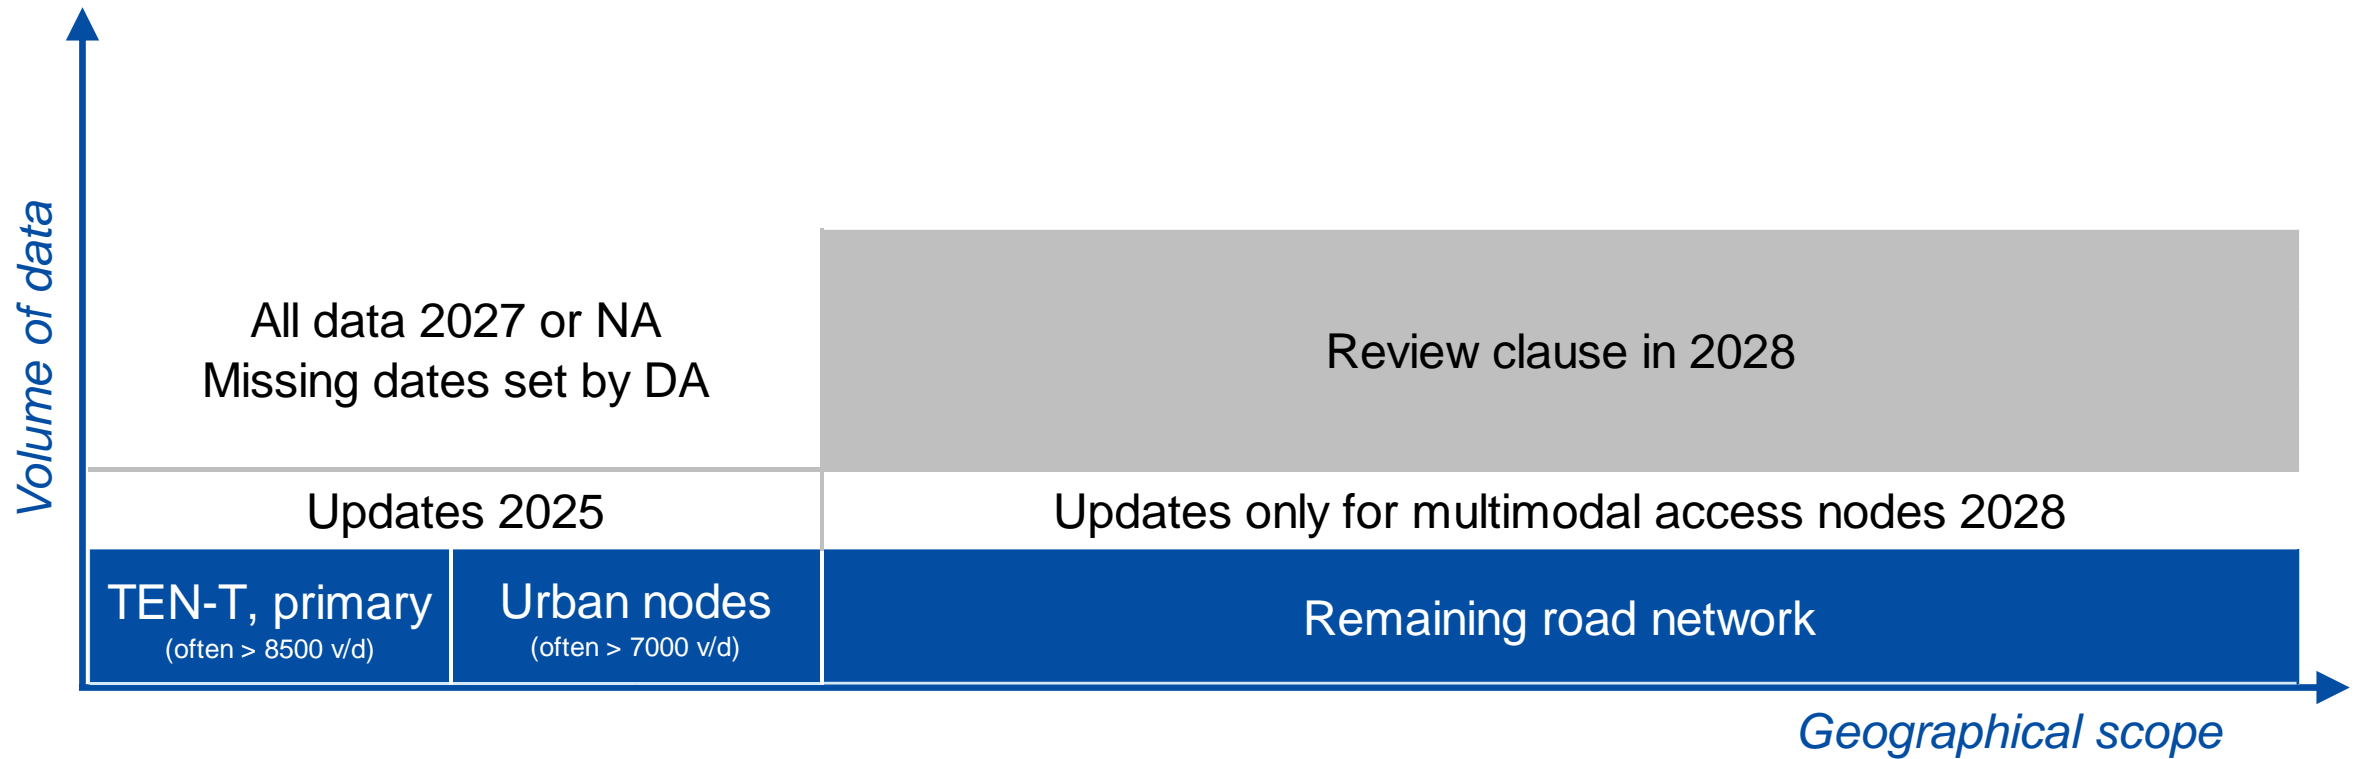 Volume of data
All data 2027 or NA
Missing dates set by DA
Review clause in 2028
Updates 2025
Updates only for multimodal access nodes 2028
TEN-T, primary
(often > 8500 v/d)
Urban nodes
(often > 7000 v/d)
Remaining road network
Geographical scope